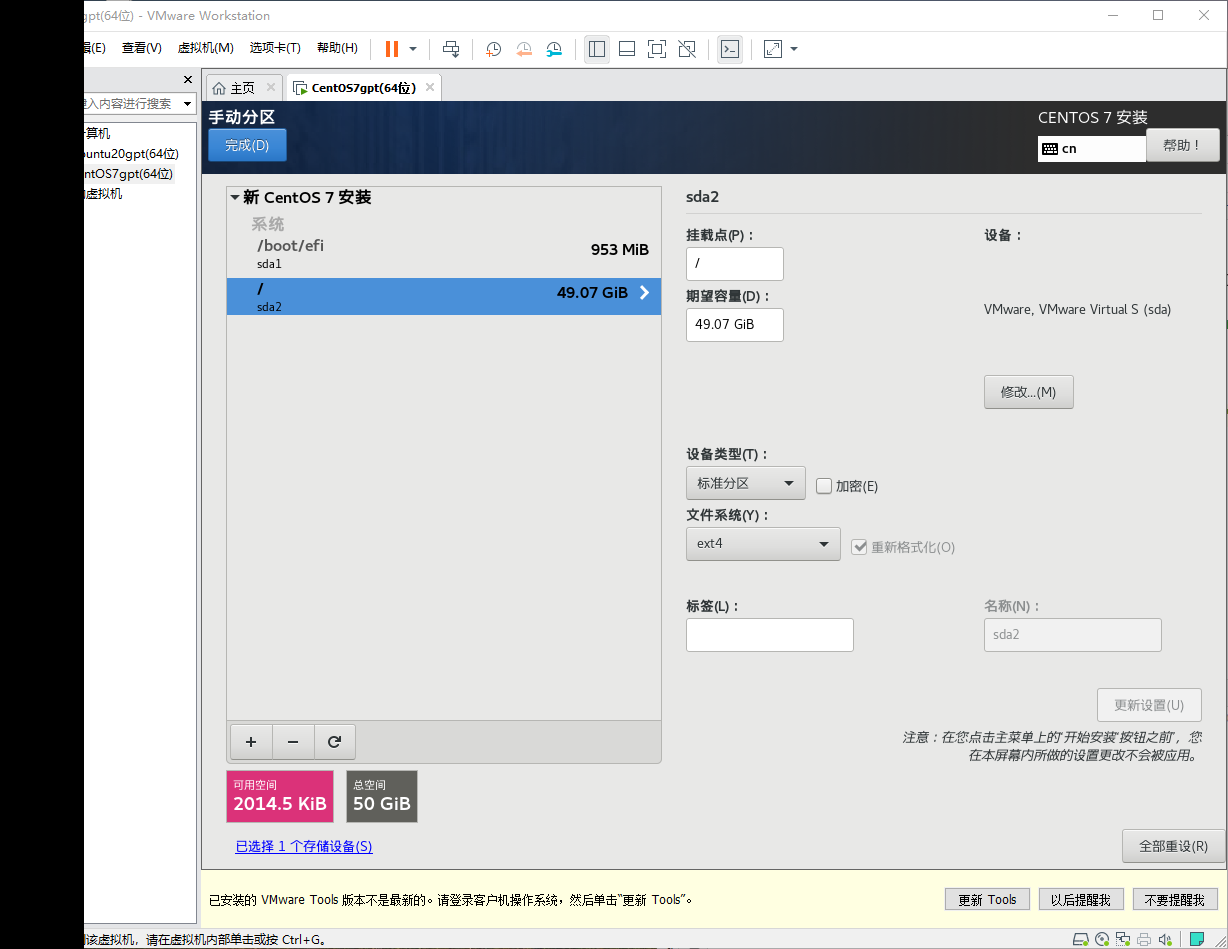 gpt(64位) - VMware Workstation
(E) 查看(V) 虚拟机(M) 选项卡(T) 帮助(H)
主页 CentOS7gpt(64位)
入内容进行搜索
算机
untu20gpt(64位)
ntOS7gpt(64位)
虚拟机
手动分区
完成(D)
CENTOS 7 安装
cn
帮助！
新 CentOS 7 安装
系统
/boot/efi
953 MiB
sda1
/
49.07 GiB
sda2
sda2
挂载点(P)：
/
期望容量(D)：
49.07 GiB
设备：
VMware, VMware Virtual S (sda)
修改...(M)
设备类型(T)：
标准分区
加密(E)
文件系统(Y)：
ext4
重新格式化(O)
标签(L)：
名称(N)：
sda2
更新设置(U)
注意：在您点击主菜单上的"开始安装"按钮之前，您
在本屏幕内所做的设置更改不会被应用。
可用空间
2014.5 KiB
总空间
50 GiB
已选择 1 个存储设备(S)
全部重设(R)
已安装的 VMware Tools 版本不是最新的。请登录客户机操作系统，然后单击“更新 Tools”。
更新 Tools 以后提醒我 不要提醒我
该虚拟机，请在虚拟机内部单击或按 Ctrl+G。